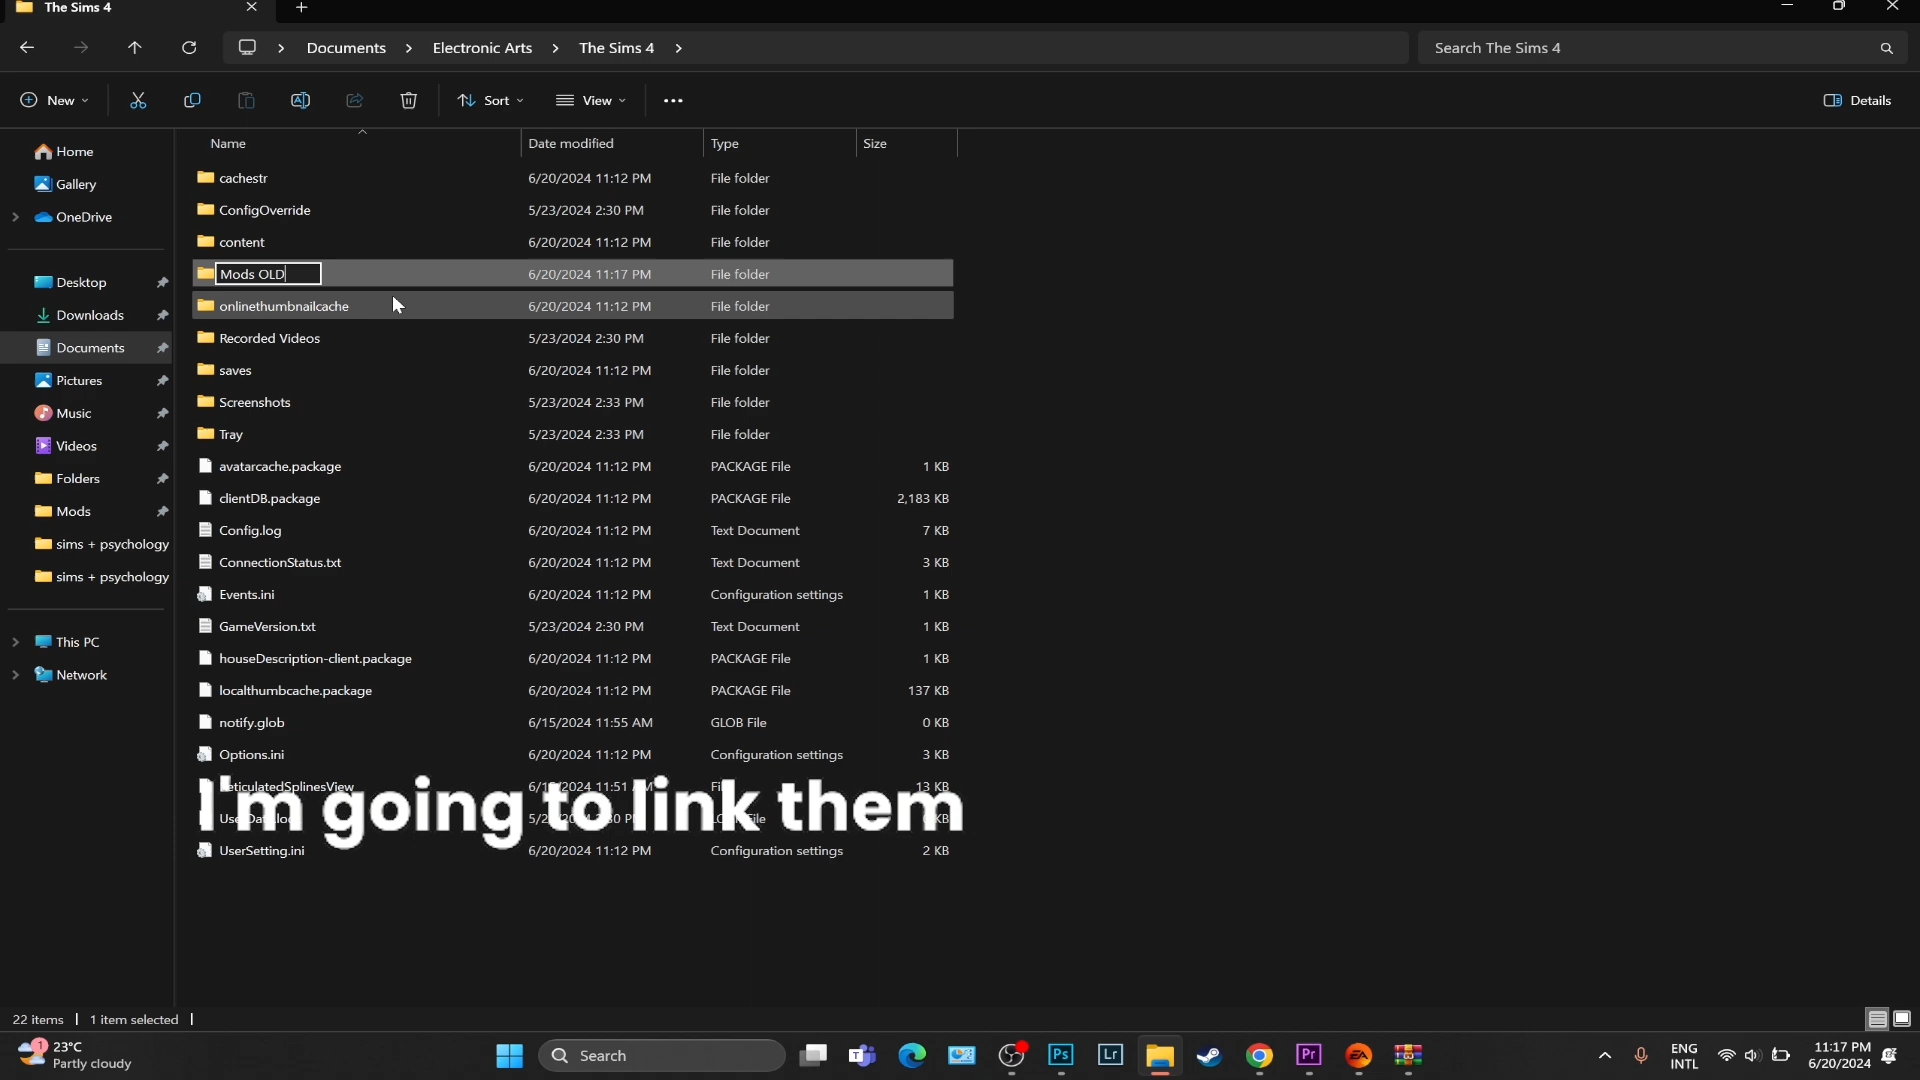 The Sims 4
Documents > Electronic Arts > The Sims 4 >
Search The Sims 4
New
Sort
View
Details
Name Date modified Type Size
Home
Gallery
OneDrive
Desktop
Downloads
Documents
Pictures
Music
Videos
Folders
Mods
sims + psychology
sims + psychology
This PC
Network
cachestr 6/20/2024 11:12 PM File folder
ConfigOverride 5/23/2024 2:30 PM File folder
content 6/20/2024 11:12 PM File folder
Mods OLD 6/20/2024 11:17 PM File folder
onlinethumbnailcache 6/20/2024 11:12 PM File folder
Recorded Videos 5/23/2024 2:30 PM File folder
saves 6/20/2024 11:12 PM File folder
Screenshots 5/23/2024 2:33 PM File folder
Tray 5/23/2024 2:33 PM File folder
avatarcache.package 6/20/2024 11:12 PM PACKAGE File 1 KB
clientDB.package 6/20/2024 11:12 PM PACKAGE File 2,183 KB
Config.log 6/20/2024 11:12 PM Text Document 7 KB
ConnectionStatus.txt 6/20/2024 11:12 PM Text Document 3 KB
Events.ini 6/20/2024 11:12 PM Configuration settings 1 KB
GameVersion.txt 5/23/2024 2:30 PM Text Document 1 KB
houseDescription-client.package 6/20/2024 11:12 PM PACKAGE File 1 KB
localthumbcache.package 6/20/2024 11:12 PM PACKAGE File 137 KB
notify.glob 6/15/2024 11:55 AM GLOB File 0 KB
Options.ini 6/20/2024 11:12 PM Configuration settings 3 KB
ReticulatedSplinesView 13 KB
I'm going to link them
UserSetting.ini 6/20/2024 11:12 PM Configuration settings 2 KB
22 items 1 item selected
1
23°C
Partly cloudy
Search
T
Ps
Lr
Pr
EA
ENG
INTL
11:17 PM
6/20/2024